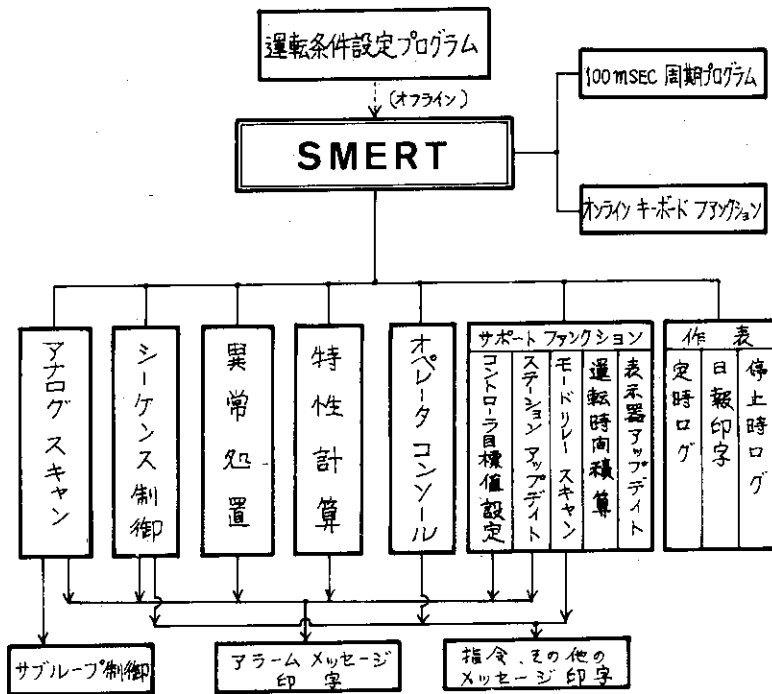 運転条件設定プログラム
(オフライン)
SMERT
100mSEC 周期プログラム
オンライン キーボード ファンクション
アナログ スキャン
シーケンス制御
異常処置
特性計算
オペレータ コンソール
サポート ファンクション
コントローラ目標値設定
ステーション アップデイト
モードリレー スキャン
運転時間積算
表示器アップデイト
作表
定時ログ
日報印字
停止時ログ
サブループ制御
アラーム メッセージ
印字
指令、その他の
メッセージ印字